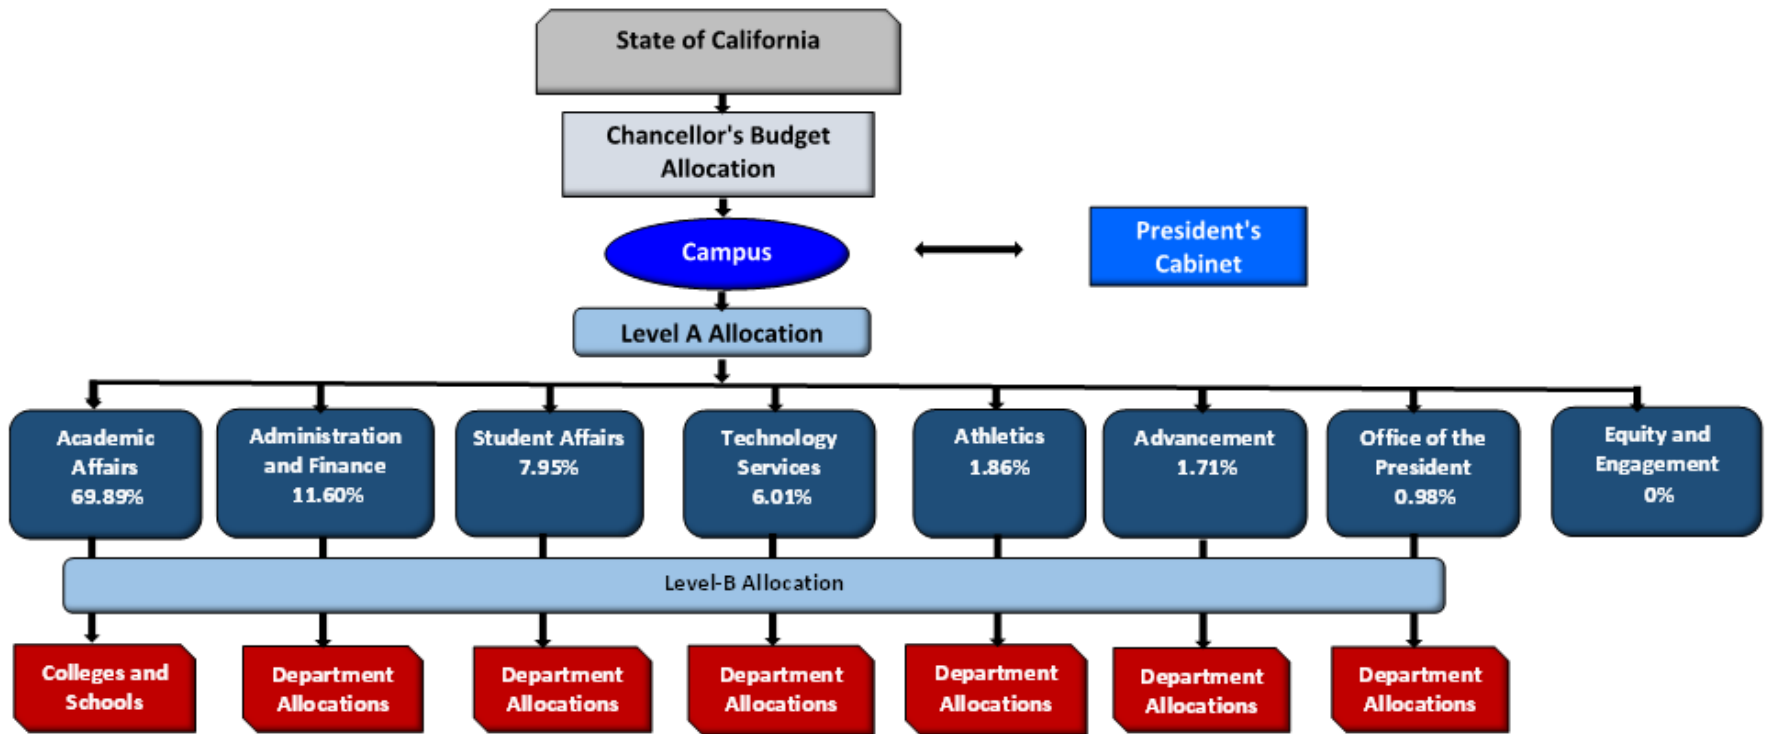 State of California
Chancellor's Budget
Allocation
Campus
President's
Cabinet
Level A Allocation
Academic
Affairs
69.89%
Administration
and Finance
11.60%
Student Affairs
7.95%
Technology
Services
6.01%
Athletics
1.86%
Advancement
1.71%
Office of the
President
0.98%
Equity and
Engagement
0%
Level-B Allocation
Colleges and
Schools
Department
Allocations
Department
Allocations
Department
Allocations
Department
Allocations
Department
Allocations
Department
Allocations